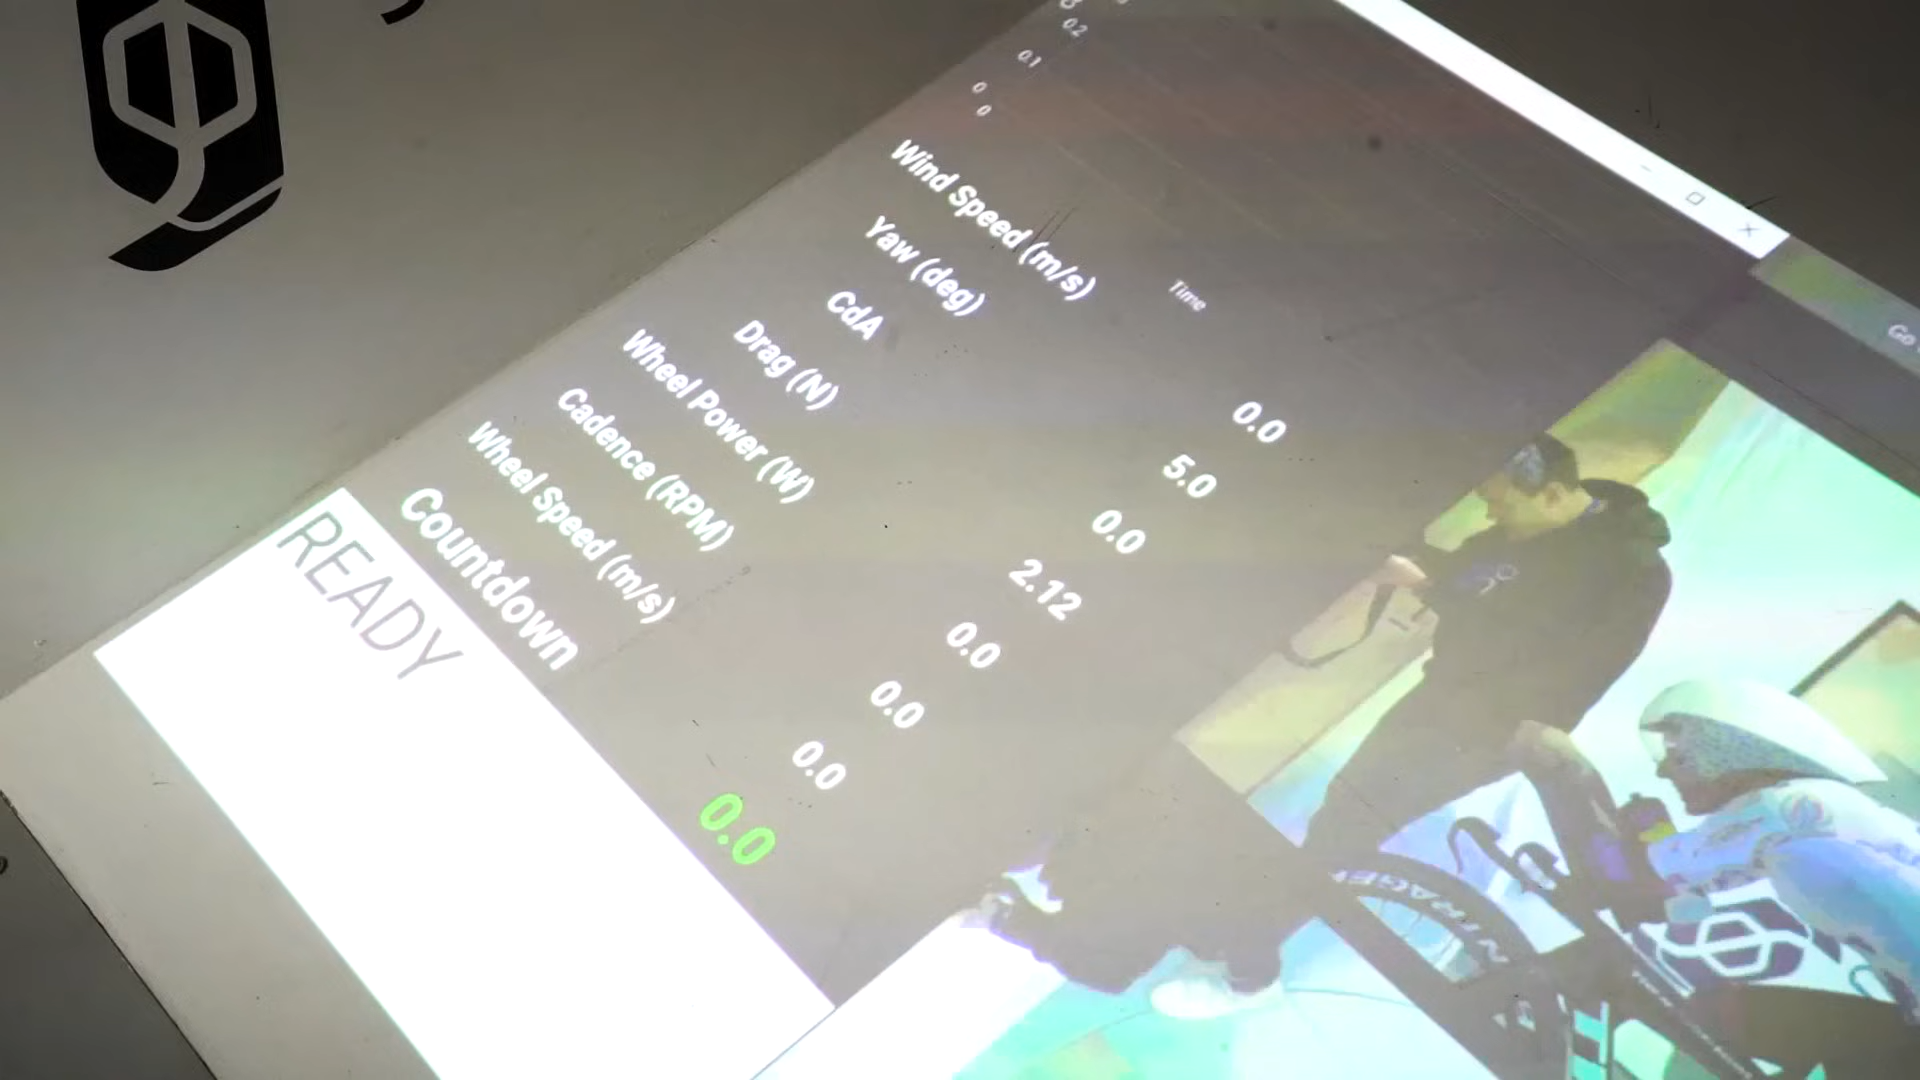 0.2
0.1
0
0
Time
Wind Speed (m/s) 0.0
Yaw (deg) 5.0
CdA 0.0
Drag (N) 2.12
Wheel Power (W) 0.0
Cadence (RPM) 0.0
Wheel Speed (m/s) 0.0
Countdown 0.0
READY
Go